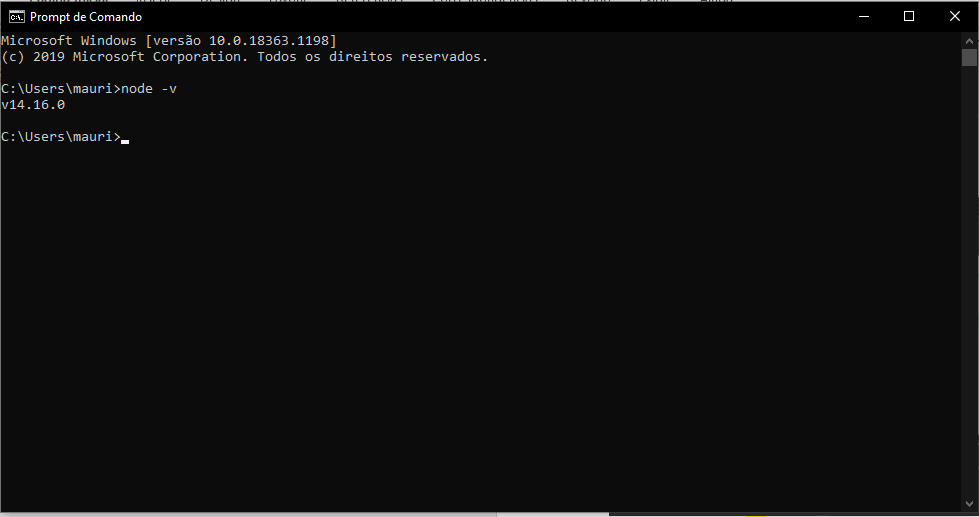 Prompt de Comando
Microsoft Windows [versão 10.0.18363.1198]
(c) 2019 Microsoft Corporation. Todos os direitos reservados.
C:\Users\mauri>node -v
v14.16.0
C:\Users\mauri>